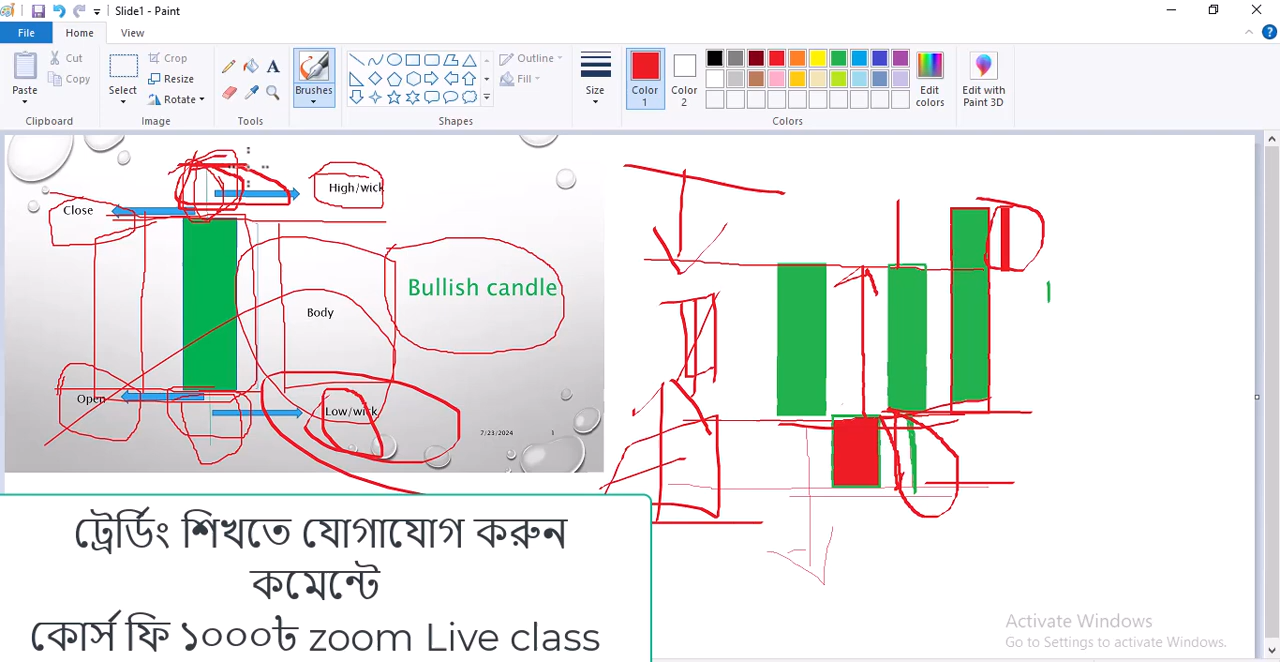 Slide1 - Paint
File
Home
View
Paste
Cut
Copy
Clipboard
Select
Crop
Resize
Rotate
Image
Tools
Brushes
Shapes
Outline
Fill
Size
Color
1
Color
2
Edit
colors
Colors
Edit with
Paint 3D
High/wick
Close
Bullish candle
Body
Open
Low/wick
7/23/2024
1
ট্রের্ডিং শিখতে যোগাযোগ করুন
কমেন্টে
কোর্স ফি ১০০০৳ zoom Live class
Activate Windows
Go to Settings to activate Windows.